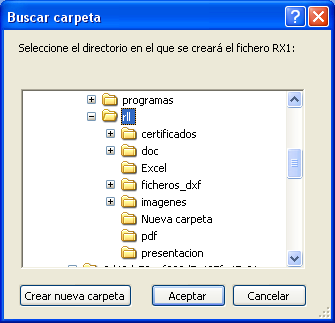 Buscar carpeta
Seleccione el directorio en el que se creará el fichero RX1:
programas
rll
certificados
doc
Excel
ficheros_dxf
imagenes
Nueva carpeta
pdf
presentacion
Crear nueva carpeta
Aceptar
Cancelar